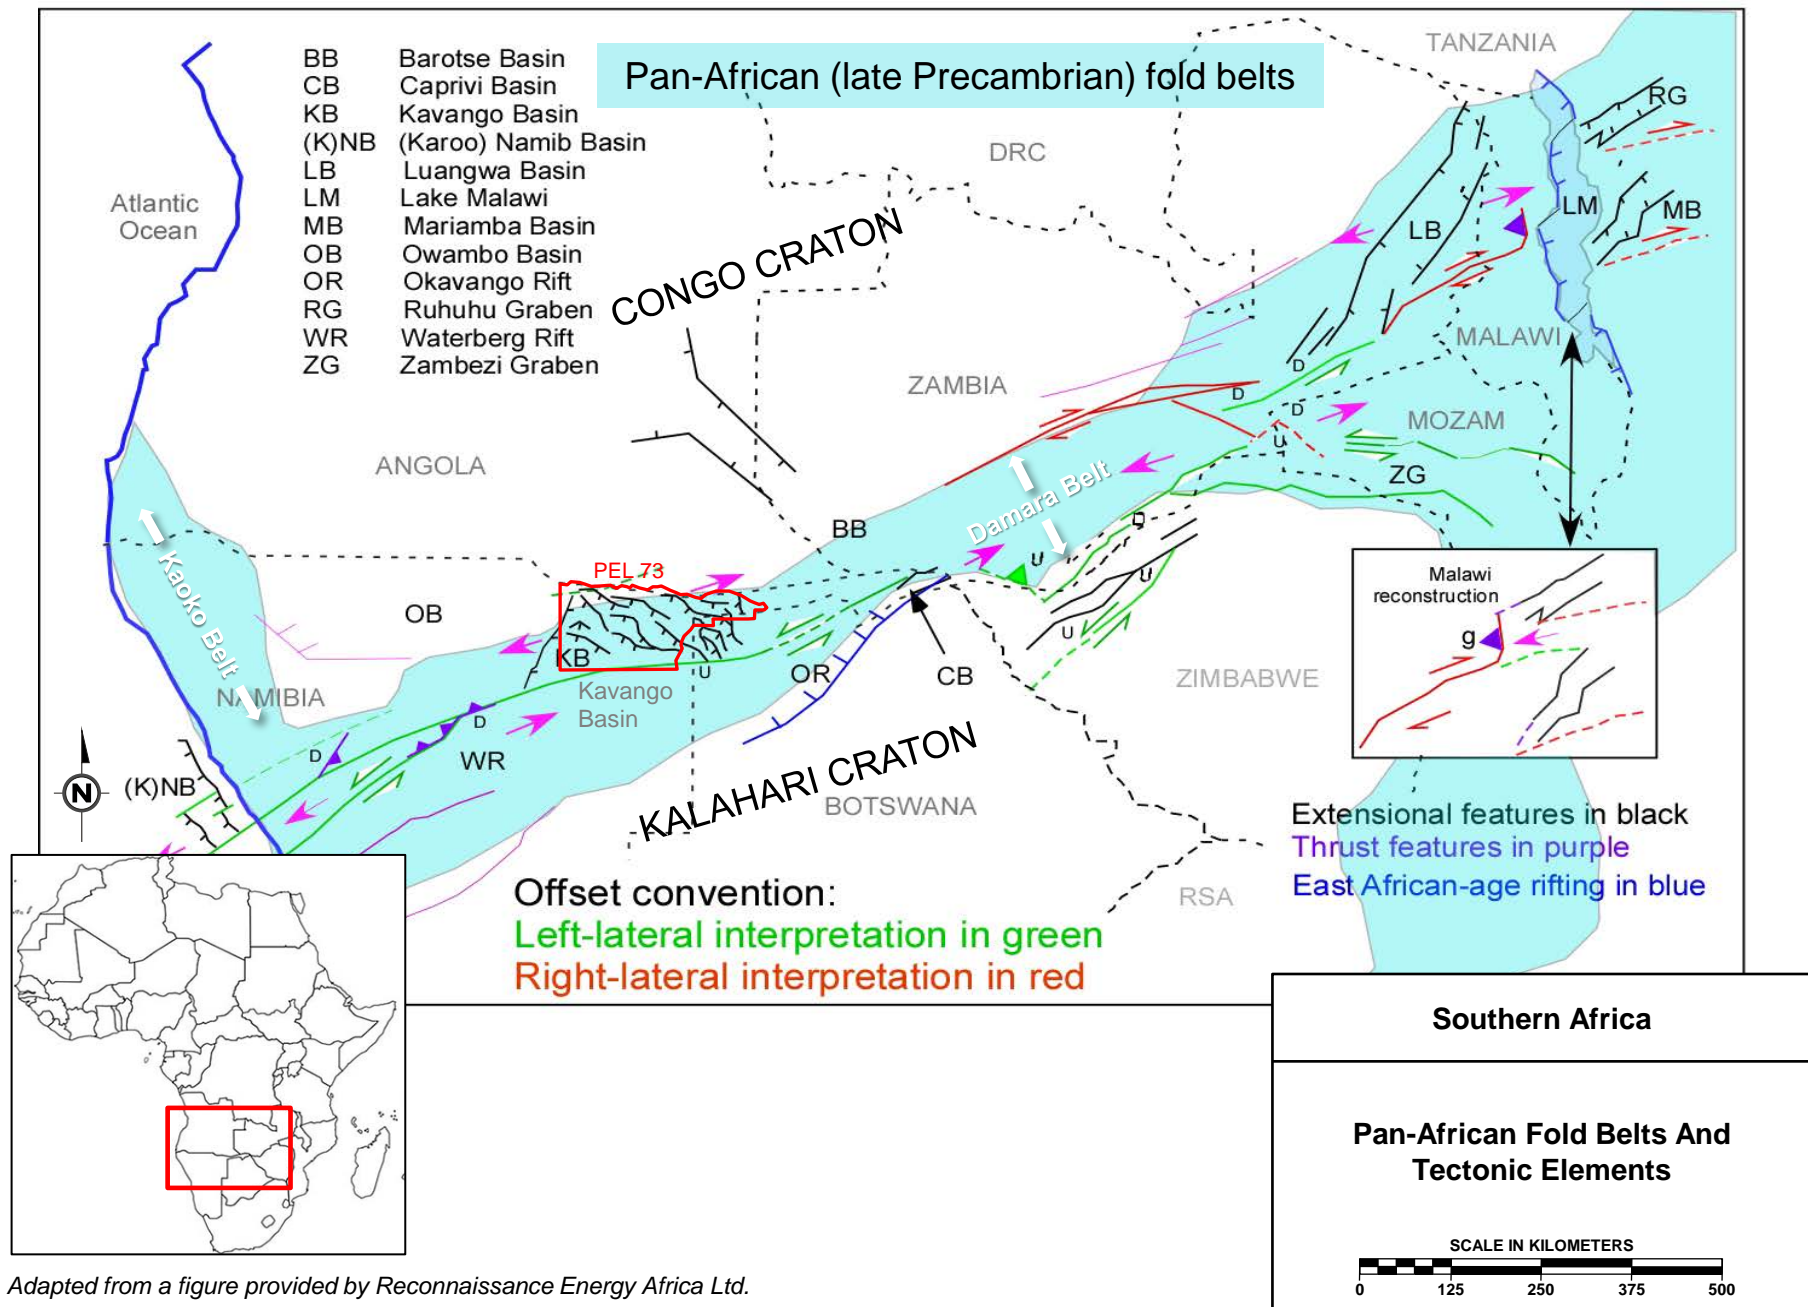 Pan-African (late Precambrian) fold belts
BB Barotse Basin
CB Caprivi Basin
KB Kavango Basin
(K)NB (Karoo) Namib Basin
LB Luangwa Basin
LM Lake Malawi
MB Mariamba Basin
OB Owambo Basin
OR Okavango Rift
RG Ruhuhu Graben
WR Waterberg Rift
ZG Zambezi Graben
Atlantic
Ocean
TANZANIA
RG
DRC
LM
MB
LB
CONGO CRATON
MALAWI
ZAMBIA
D
D
D
MOZAM
U
ANGOLA
ZG
Damara Belt
BB
D
U
U
Kaoko Belt
PEL 73
OB
U
KB
U
OR
CB
ZIMBABWE
NAMIBIA
Kavango
Basin
D
D
WR
(K)NB
N
KALAHARI CRATON
BOTSWANA
RSA
Malawi
reconstruction
g
Extensional features in black
Thrust features in purple
East African-age rifting in blue
Offset convention:
Left-lateral interpretation in green
Right-lateral interpretation in red
Southern Africa
Pan-African Fold Belts And
Tectonic Elements
SCALE IN KILOMETERS
0 125 250 375 500
Adapted from a figure provided by Reconnaissance Energy Africa Ltd.